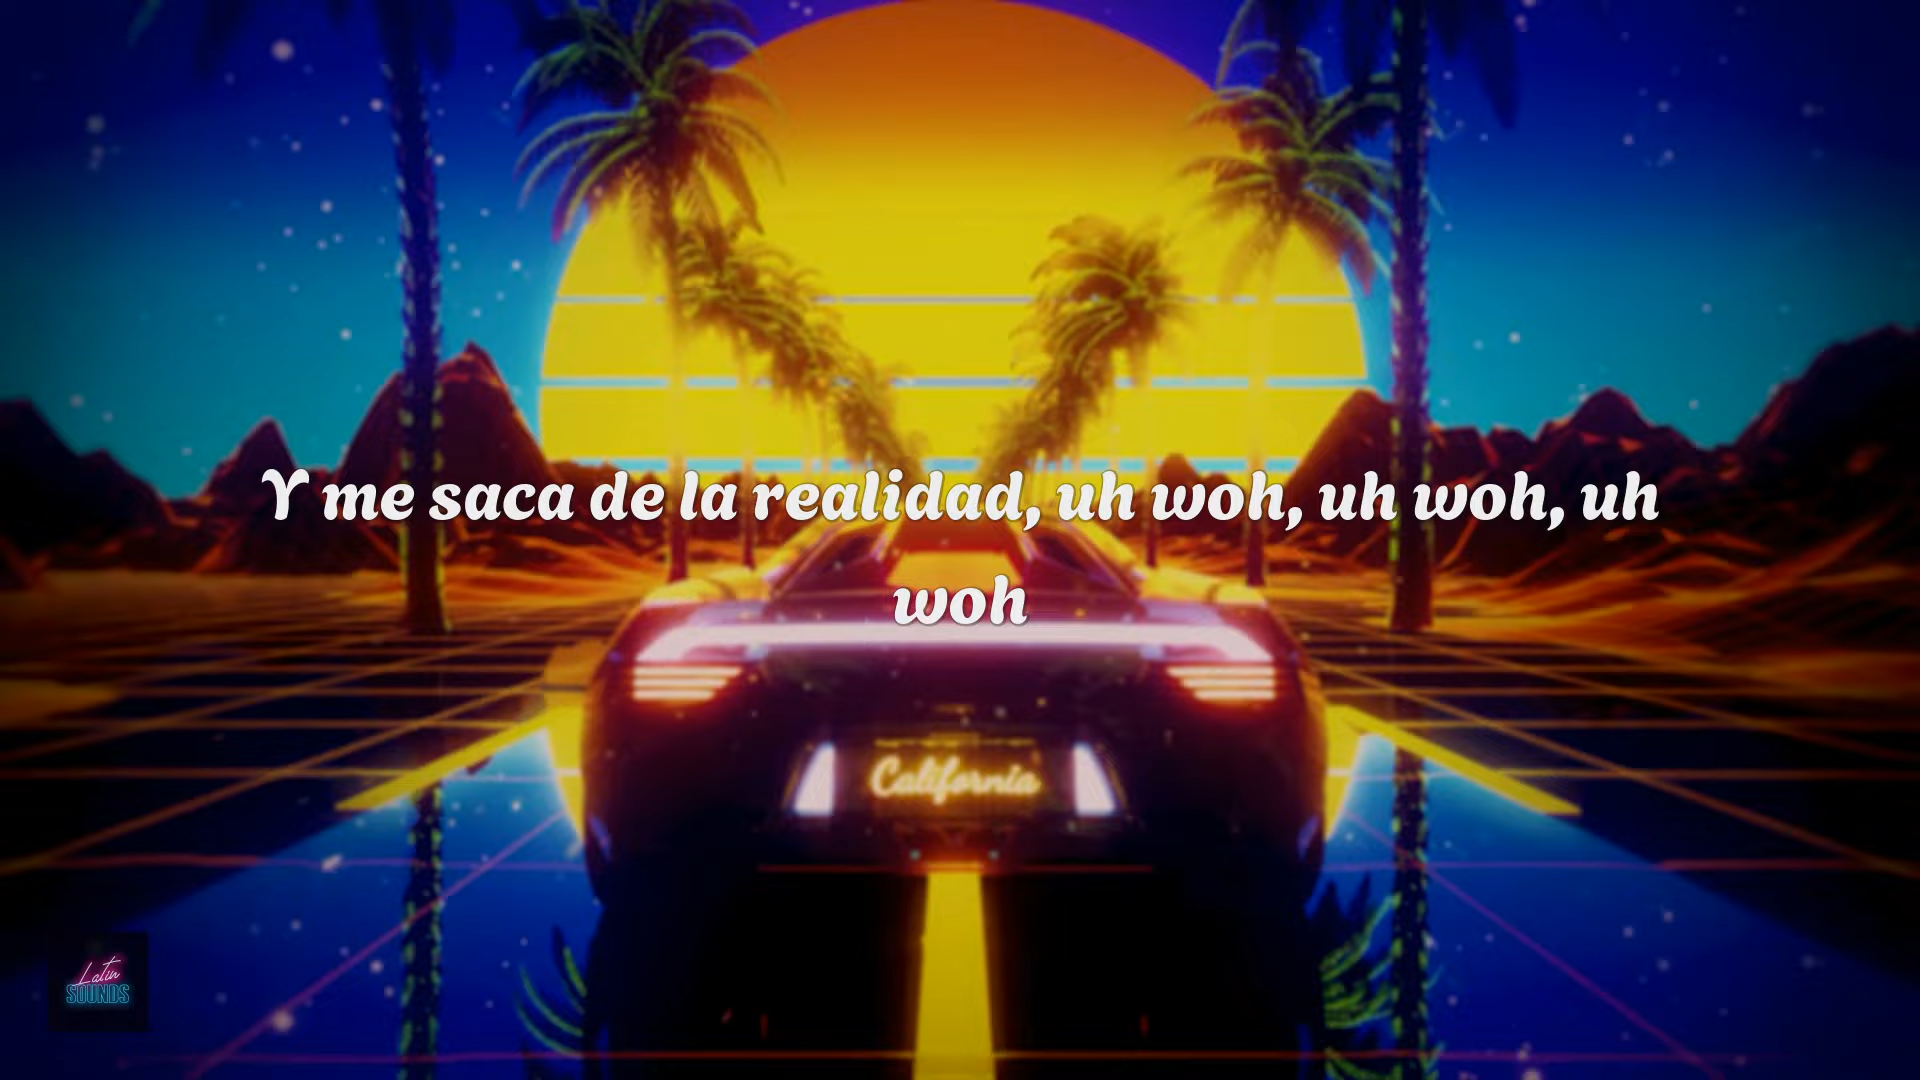 Y me saca de la realidad, uh woh, uh woh, uh
woh
California
Latin
SOUNDS